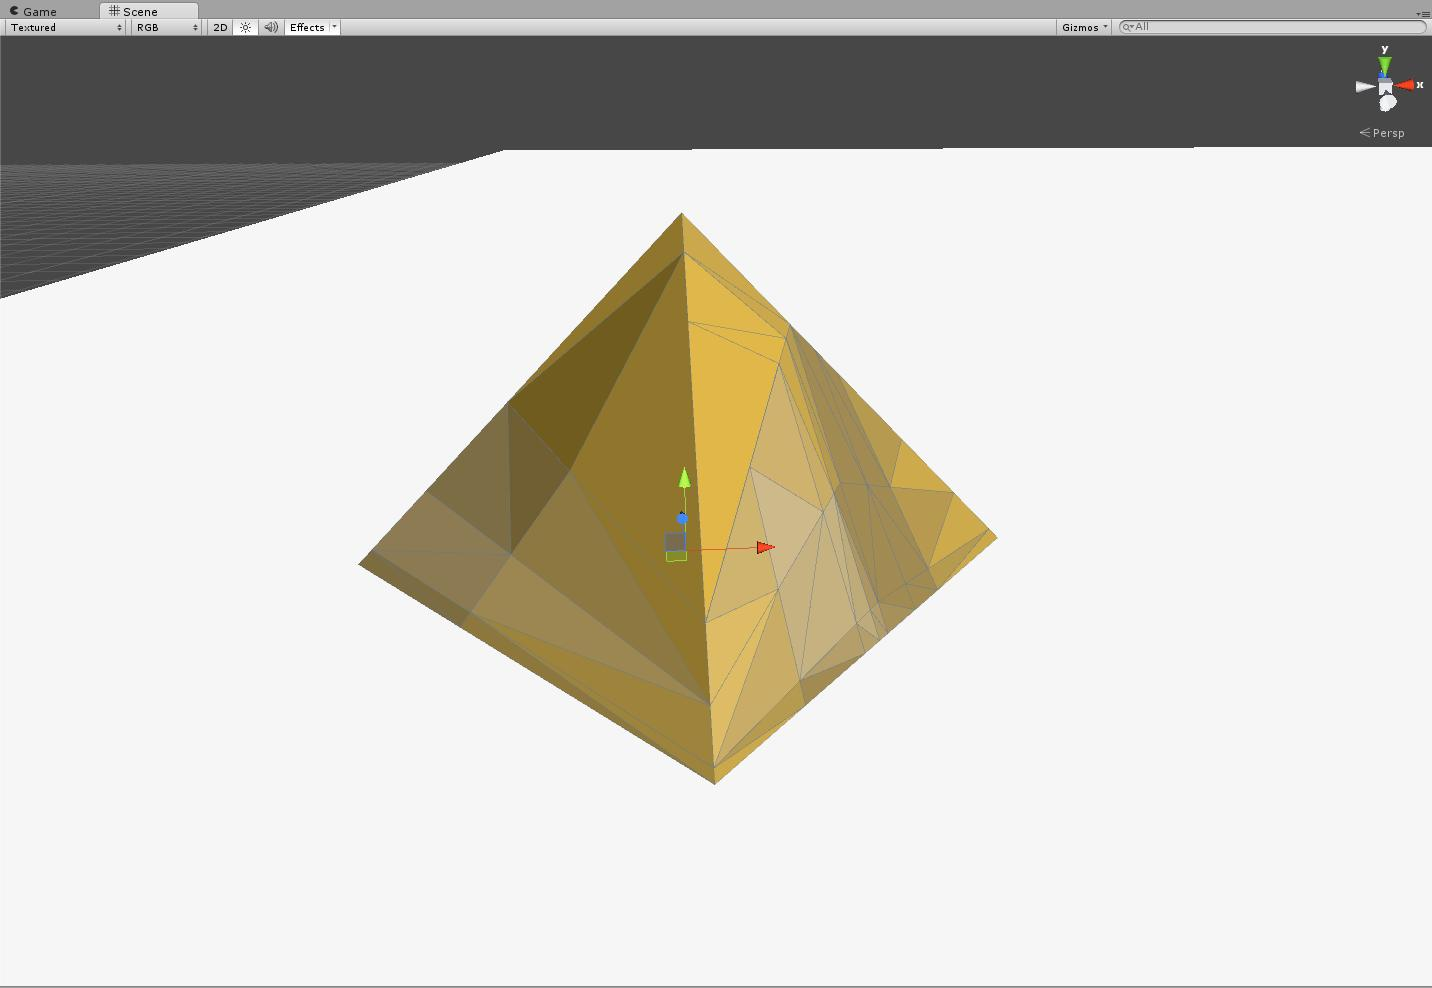 Game Scene
Textured RGB 2D Effects Gizmos All
y
x
Persp